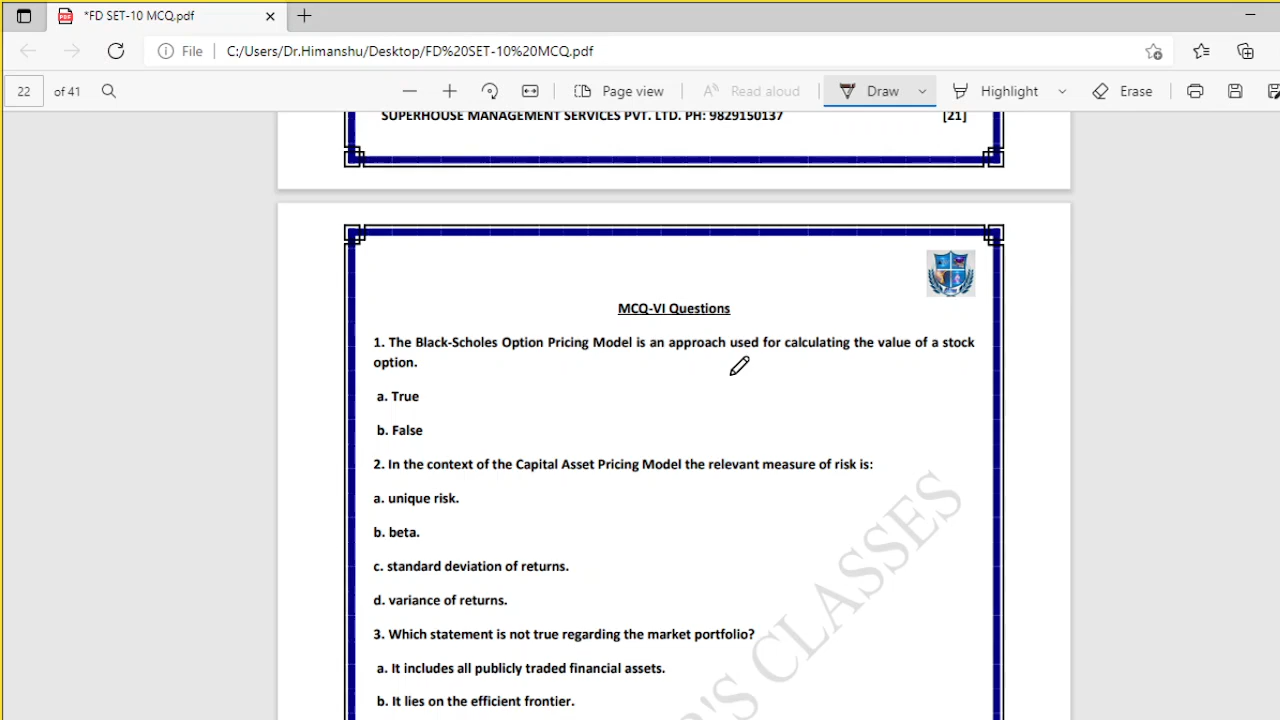 *FD SET-10 MCQ.pdf
File
C:/Users/Dr.Himanshu/Desktop/FD%20SET-10%20MCQ.pdf
22 of 41
Page view
Read aloud
Draw
Highlight
Erase
SUPERHOUSE MANAGEMENT SERVICES PVT. LTD. PH: 9829150137 [21]
MCQ-VI Questions
1. The Black-Scholes Option Pricing Model is an approach used for calculating the value of a stock
option.
a. True
b. False
2. In the context of the Capital Asset Pricing Model the relevant measure of risk is:
a. unique risk.
b. beta.
c. standard deviation of returns.
d. variance of returns.
3. Which statement is not true regarding the market portfolio?
a. It includes all publicly traded financial assets.
b. It lies on the efficient frontier.
'S CLASSES